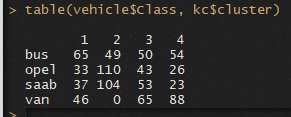 > table(vehicle$Class, kc$cluster)
1 2 3 4
bus 65 49 50 54
opel 33 110 43 26
saab 37 104 53 23
van 46 0 65 88
>